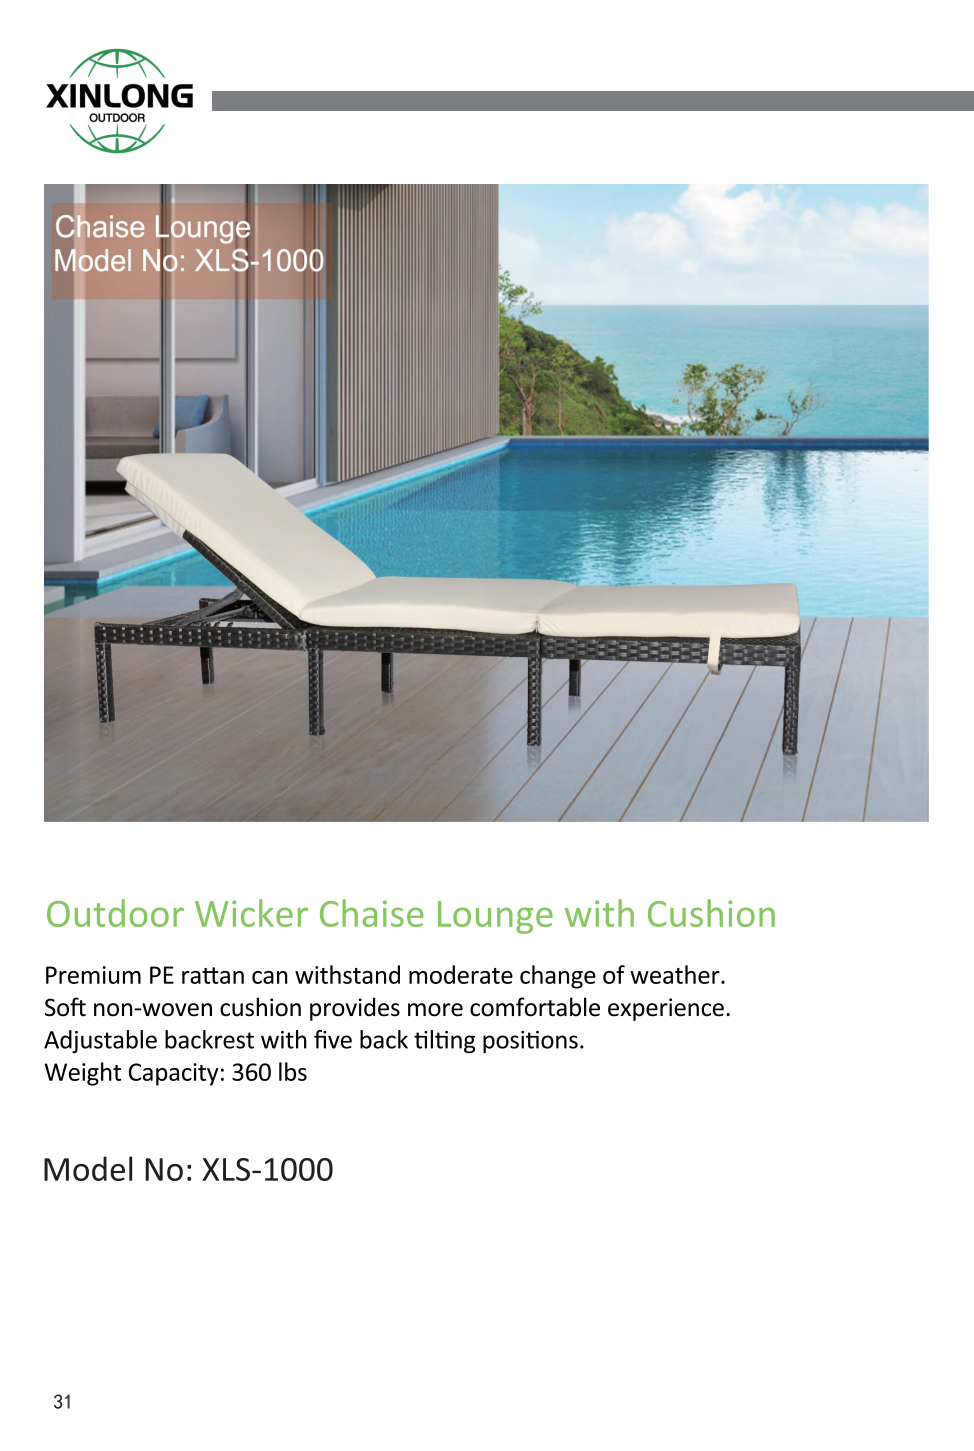 XINLONG
OUTDOOR
Chaise Lounge
Model No: XLS-1000
Outdoor Wicker Chaise Lounge with Cushion
Premium PE rattan can withstand moderate change of weather.
Soft non-woven cushion provides more comfortable experience.
Adjustable backrest with five back tilting positions.
Weight Capacity: 360 lbs
Model No: XLS-1000
31